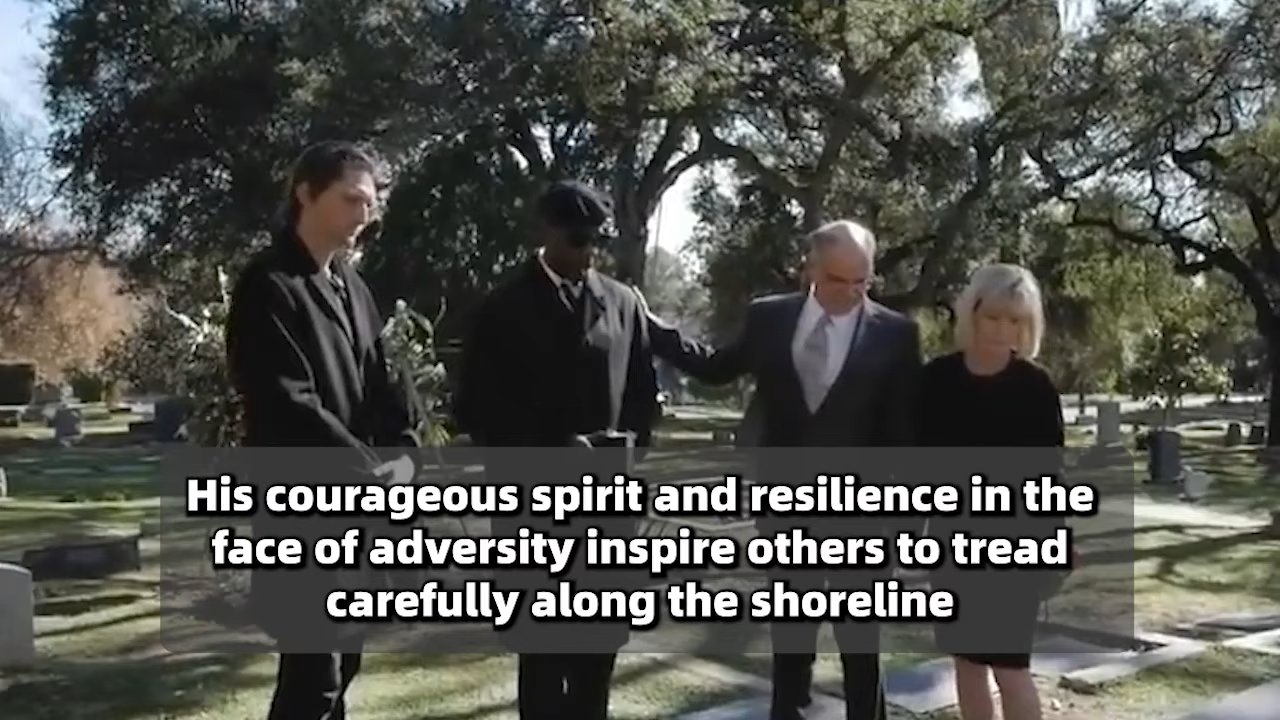 His courageous spirit and resilience in the
face of adversity inspire others to tread
carefully along the shoreline